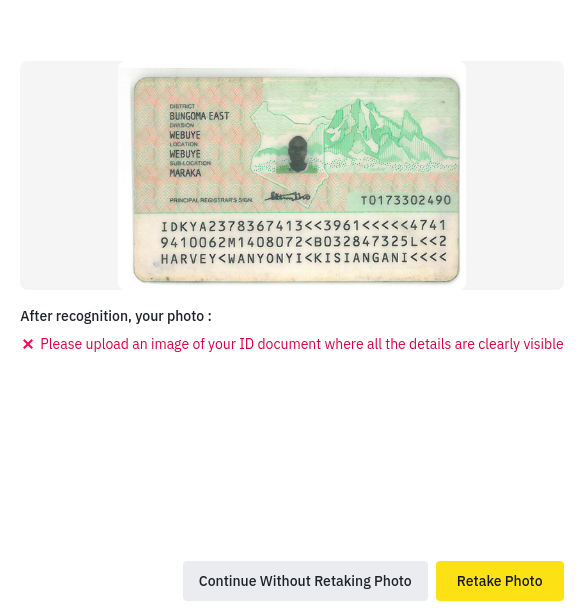 DISTRICT
BUNGOMA EAST
DIVISION
WEBUYE
LOCATION
WEBUYE
SUB-LOCATION
MARAKA
PRINCIPAL REGISTRAR'S SIGN.
T0173302490
IDKYA2378367413<<3961<<<<<4741
9410062M1408072<B032847325L<<2
HARVEY<WANYONYI<KISIANGANI<<<<
After recognition, your photo :
Please upload an image of your ID document where all the details are clearly visible
Continue Without Retaking Photo
Retake Photo